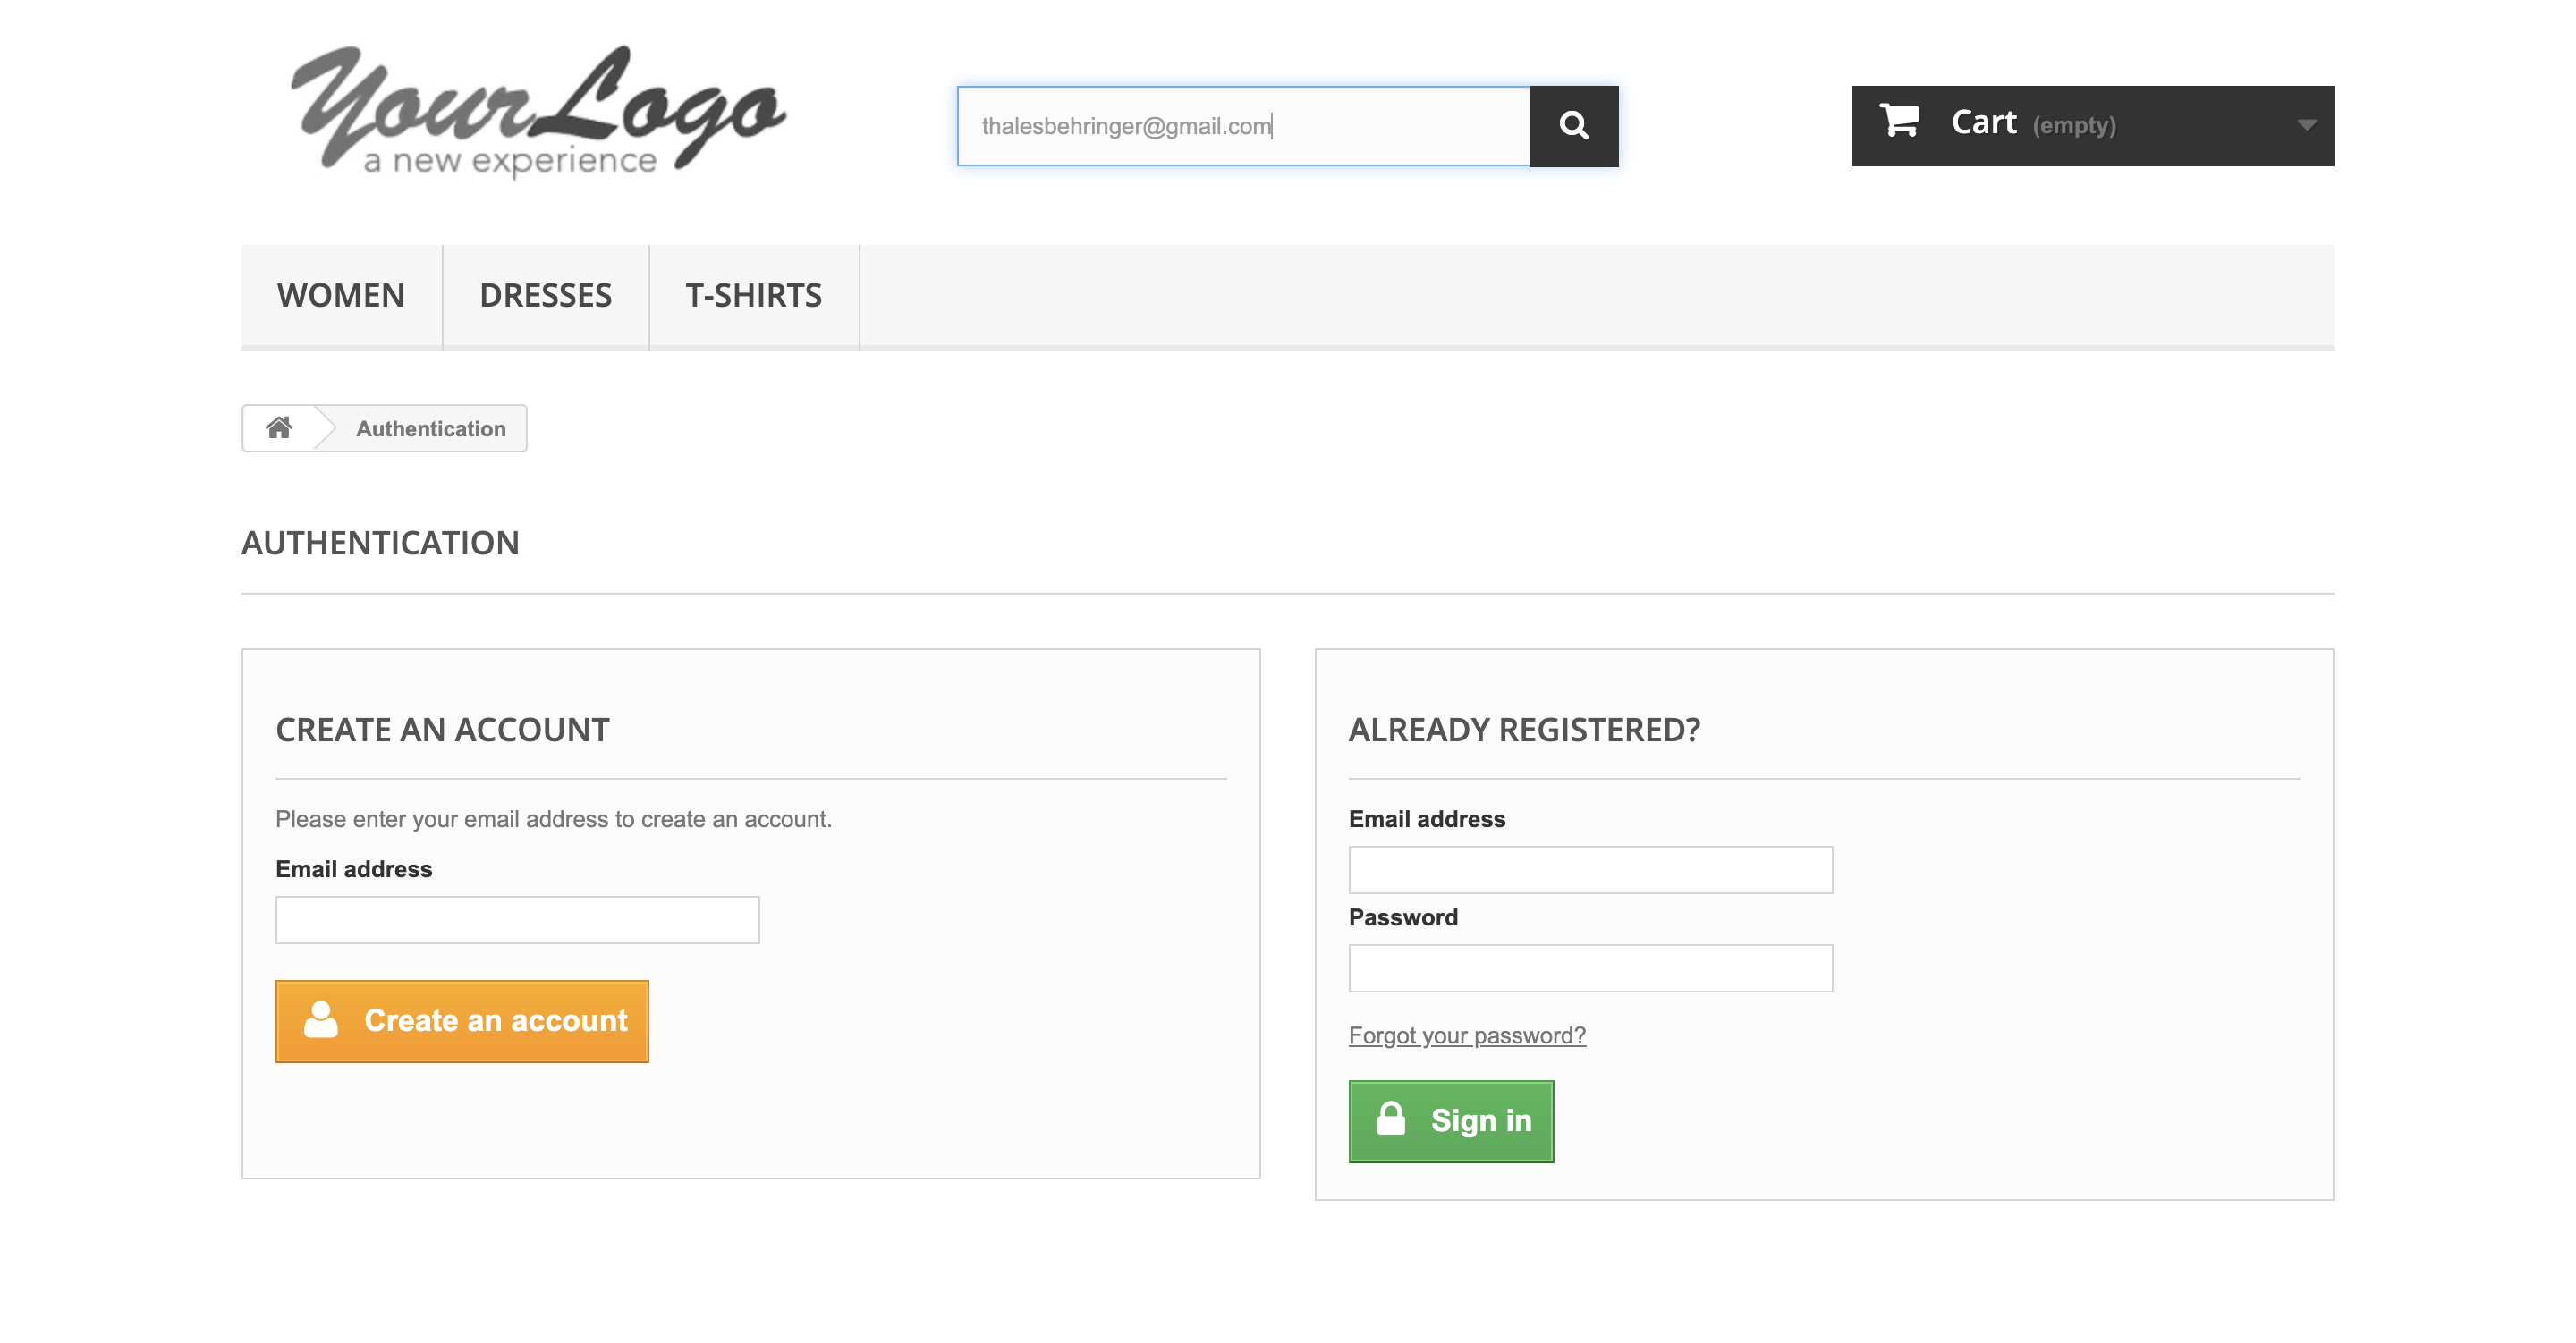 YourLogo
a new experience
thalesbehringer@gmail.com
Cart (empty)
WOMEN
DRESSES
T-SHIRTS
Authentication
AUTHENTICATION
CREATE AN ACCOUNT
Please enter your email address to create an account.
Email address
Create an account
ALREADY REGISTERED?
Email address
Password
Forgot your password?
Sign in